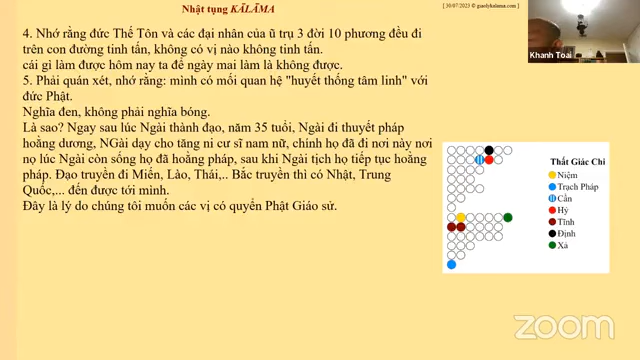 Nhật tụng KĀLĀMA
[ 30/07/2023 © giaolykalama.com ]
4. Nhớ rằng đức Thế Tôn và các đại nhân của ũ trụ 3 đời 10 phương đều đi
trên con đường tinh tấn, không có vị nào không tinh tấn.
cái gì làm được hôm nay ta để ngày mai làm là không được.
5. Phải quán xét, nhớ rằng: mình có mối quan hệ "huyết thống tâm linh" với
đức Phật.
Nghĩa đen, không phải nghĩa bóng.
Là sao? Ngay sau lúc Ngài thành đạo, năm 35 tuổi, Ngài đi thuyết pháp
hoằng dương, NGài dạy cho tăng ni cư sĩ nam nữ, chính họ đã đi nơi này nơi
nọ lúc Ngài còn sống họ đã hoằng pháp, sau khi Ngài tịch họ tiếp tục hoằng
pháp. Đạo truyền đi Miến, Lào, Thái,.. Bắc truyền thì có Nhật, Trung
Quốc,... đến được tới mình.
Đây là lý do chúng tôi muốn các vị có quyển Phật Giáo sử.
Khanh Toai
Thất Giác Chi
Niệm
Trạch Pháp
Cần
Hỷ
Tĩnh
Định
Xả
zoom